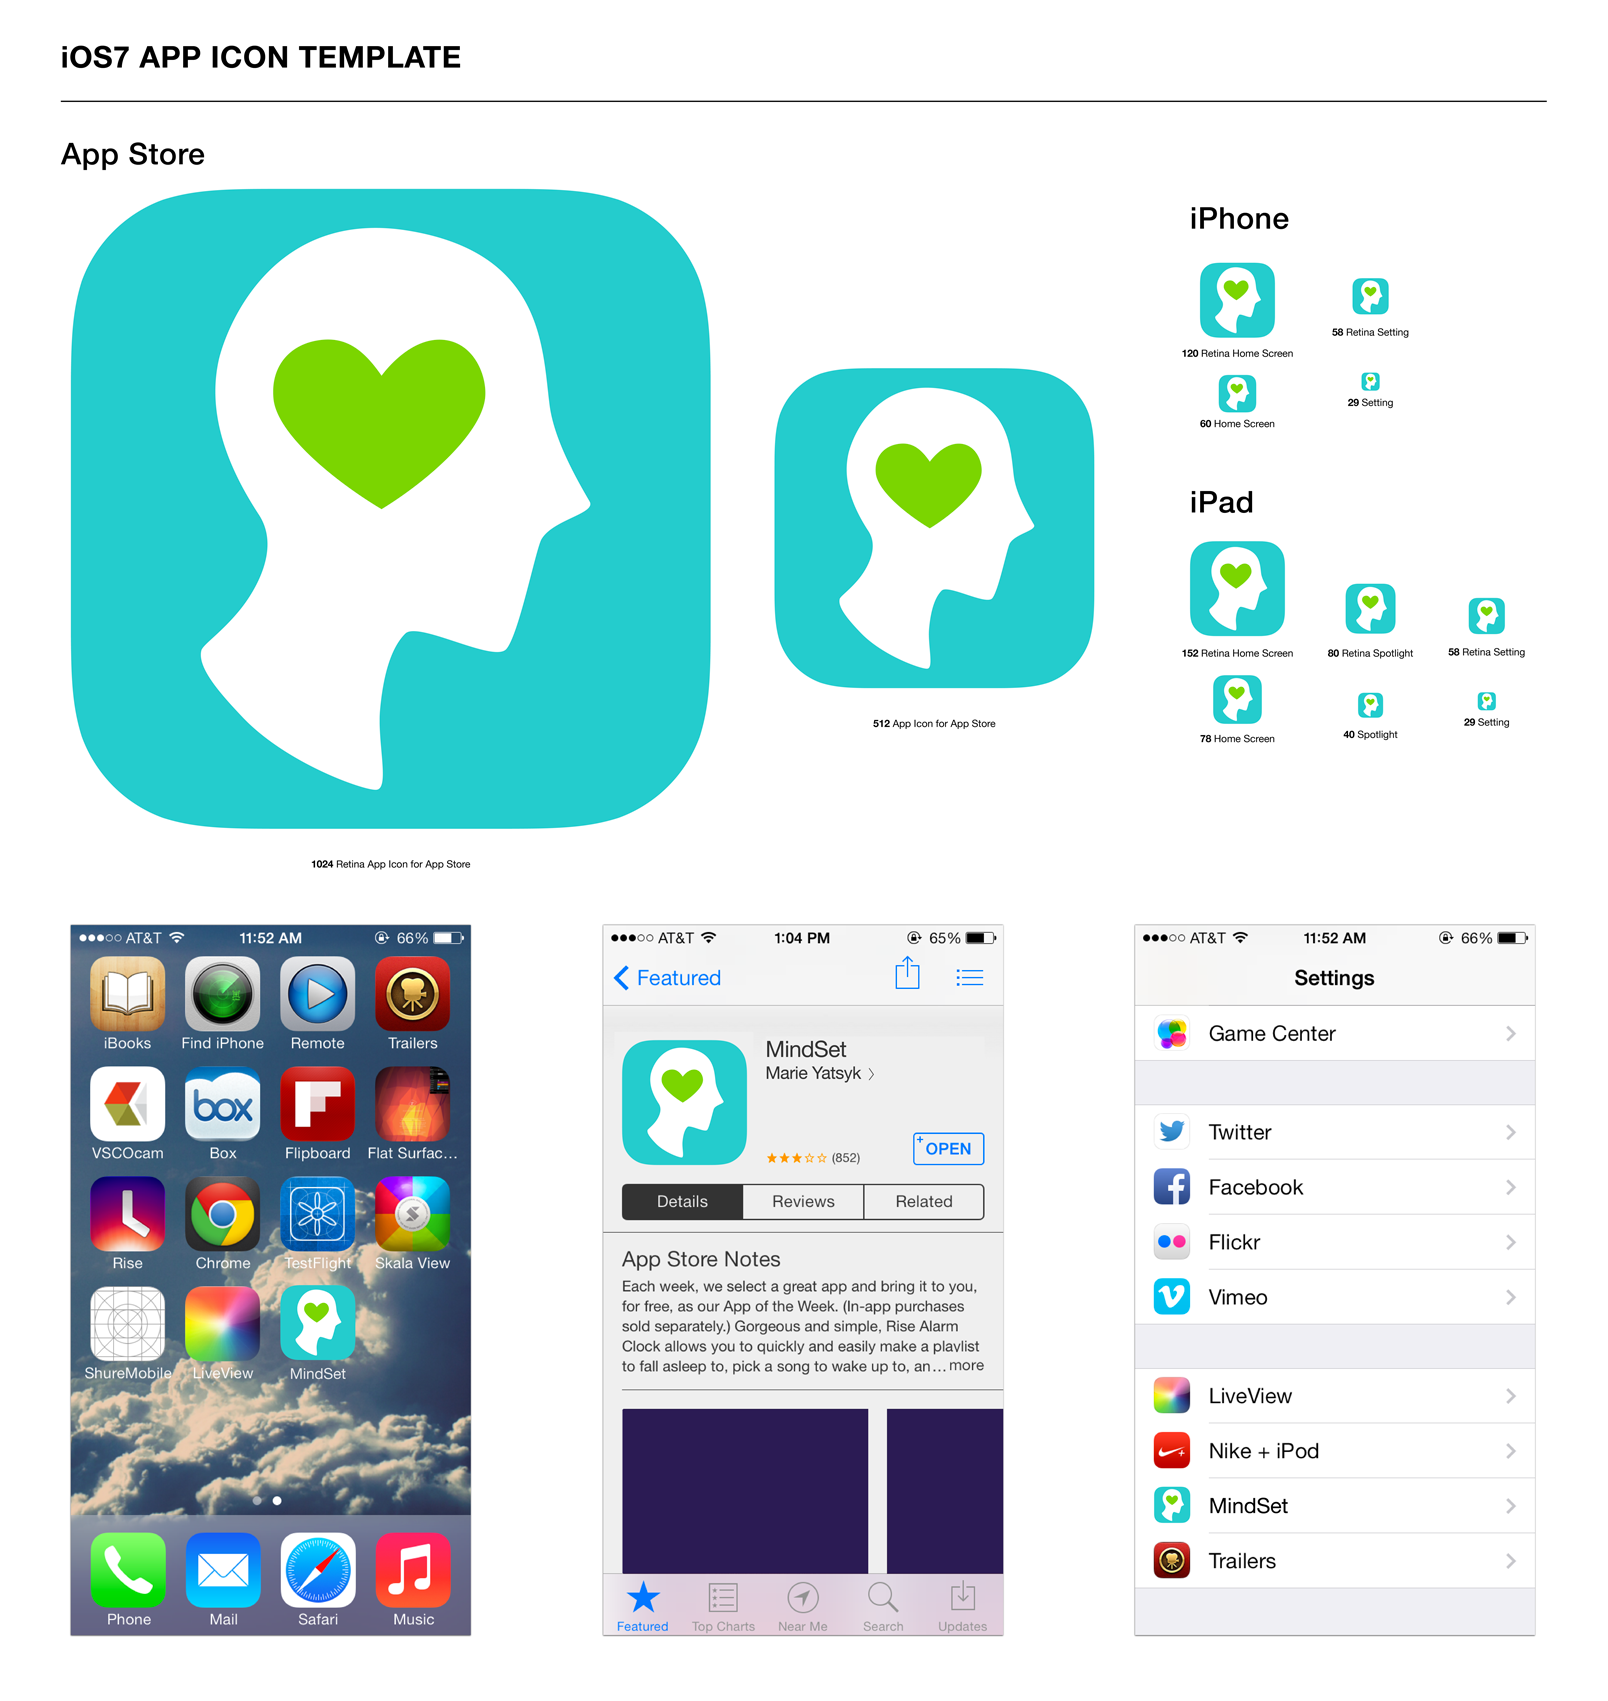 iOS7 APP ICON TEMPLATE
App Store
1024 Retina App Icon for App Store
512 App Icon for App Store
iPhone
120 Retina Home Screen
58 Retina Setting
60 Home Screen
29 Setting
iPad
152 Retina Home Screen
80 Retina Spotlight
58 Retina Setting
78 Home Screen
40 Spotlight
29 Setting
AT&T 11:52 AM 66%
iBooks Find iPhone Remote Trailers
box
VSCOcam Box Flipboard Flat Surfac...
Rise Chrome TestFlight Skala View
ShureMobile LiveView MindSet
Phone Mail Safari Music
AT&T 1:04 PM 65%
Featured
MindSet
Marie Yatsyk
(852)
+ OPEN
Details Reviews Related
App Store Notes
Each week, we select a great app and bring it to you,
for free, as our App of the Week. (In-app purchases
sold separately.) Gorgeous and simple, Rise Alarm
Clock allows you to quickly and easily make a playlist
to fall asleep to, pick a song to wake up to, an... more
Featured Top Charts Near Me Search Updates
AT&T 11:52 AM 66%
Settings
Game Center
Twitter
Facebook
Flickr
Vimeo
LiveView
Nike + iPod
MindSet
Trailers